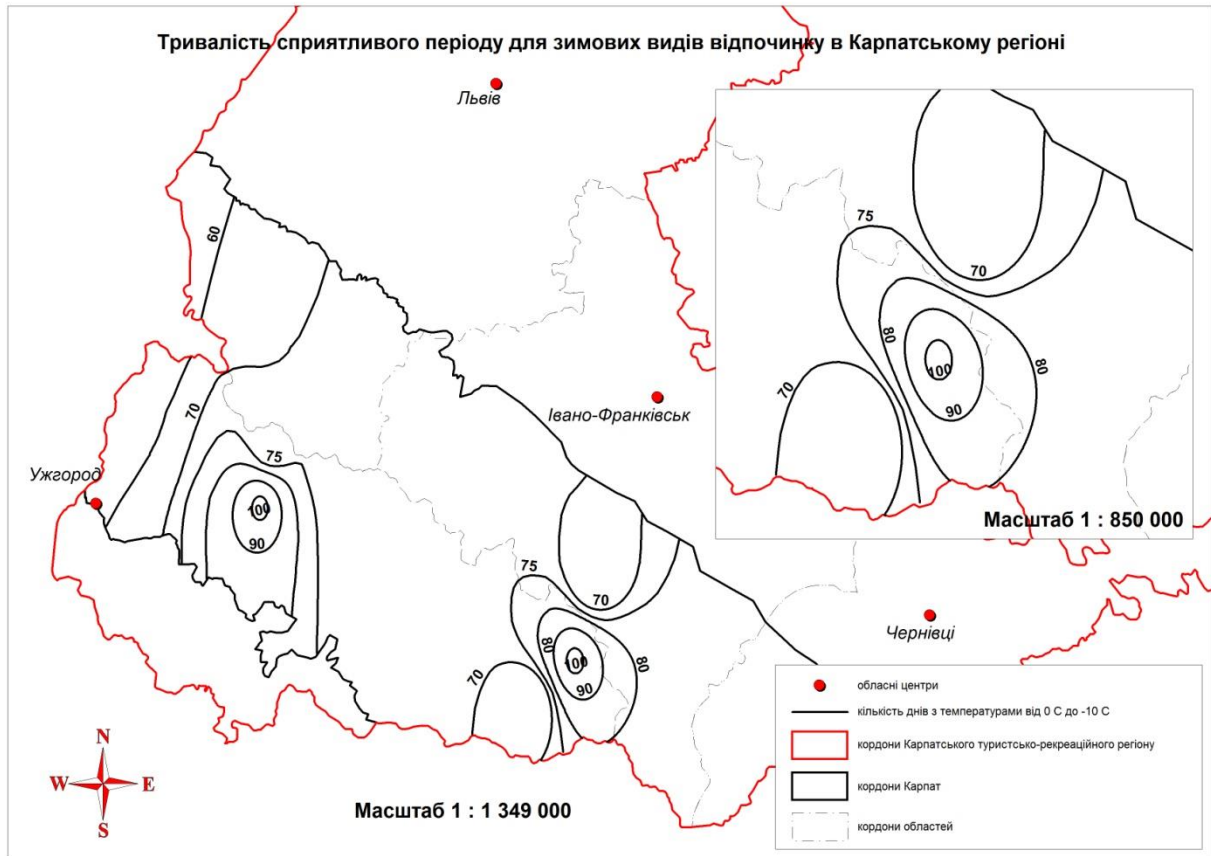 Тривалість сприятливого періоду для зимових видів відпочинку в Карпатському регіоні
Львів
60
70
75
70
100
80
80
90
70
Масштаб 1 : 850 000
Івано-Франківськ
Ужгород
70
75
100
90
75
70
80
100
90
80
70
Чернівці
N
W
E
S
Масштаб 1 : 1 349 000
обласні центри
кількість днів з температурами від 0 С до -10 С
кордони Карпатського туристсько-рекреаційного регіону
кордони Карпат
кордони областей